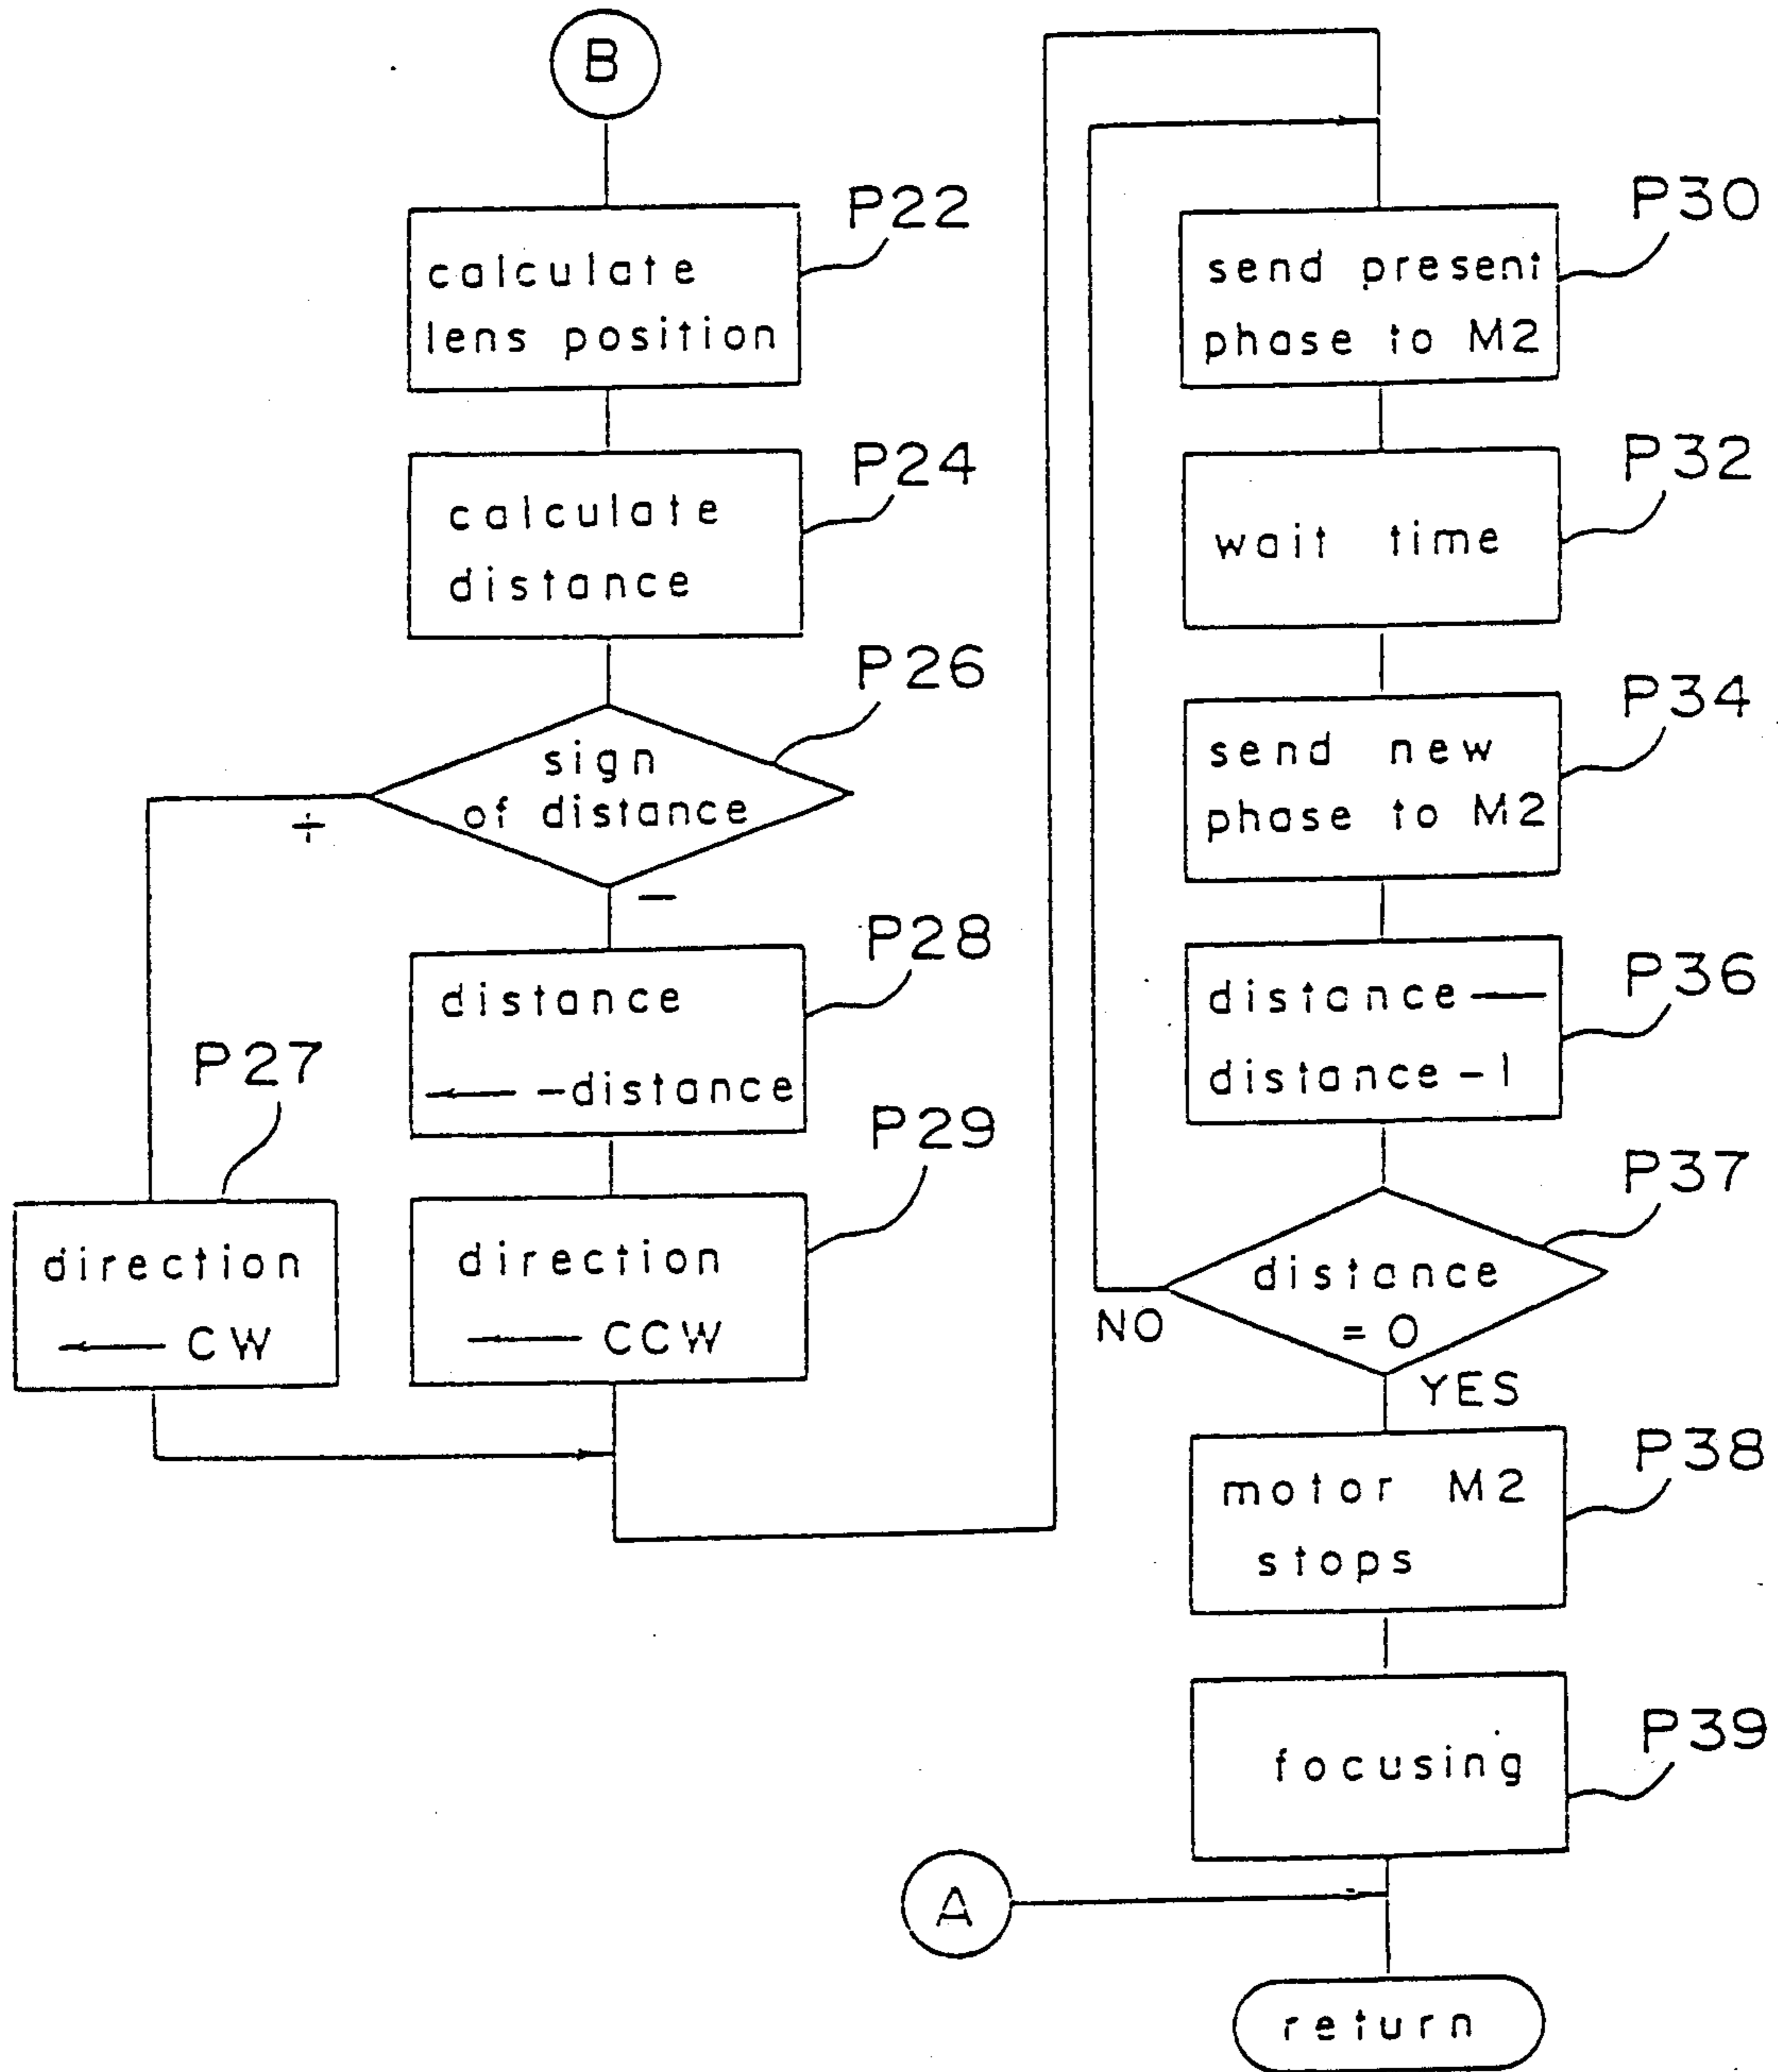 B
P22
calculate
lens position
P24
calculate
distance
P26
sign
of distance
+
−
P28
distance
← -distance
P27
direction
← CW
P29
direction
← CCW
P30
send present
phase to M2
P32
wait time
P34
send new
phase to M2
P36
distance —
distance-1
P37
distance
= 0
NO
YES
P38
motor M2
stops
P39
focusing
A
return